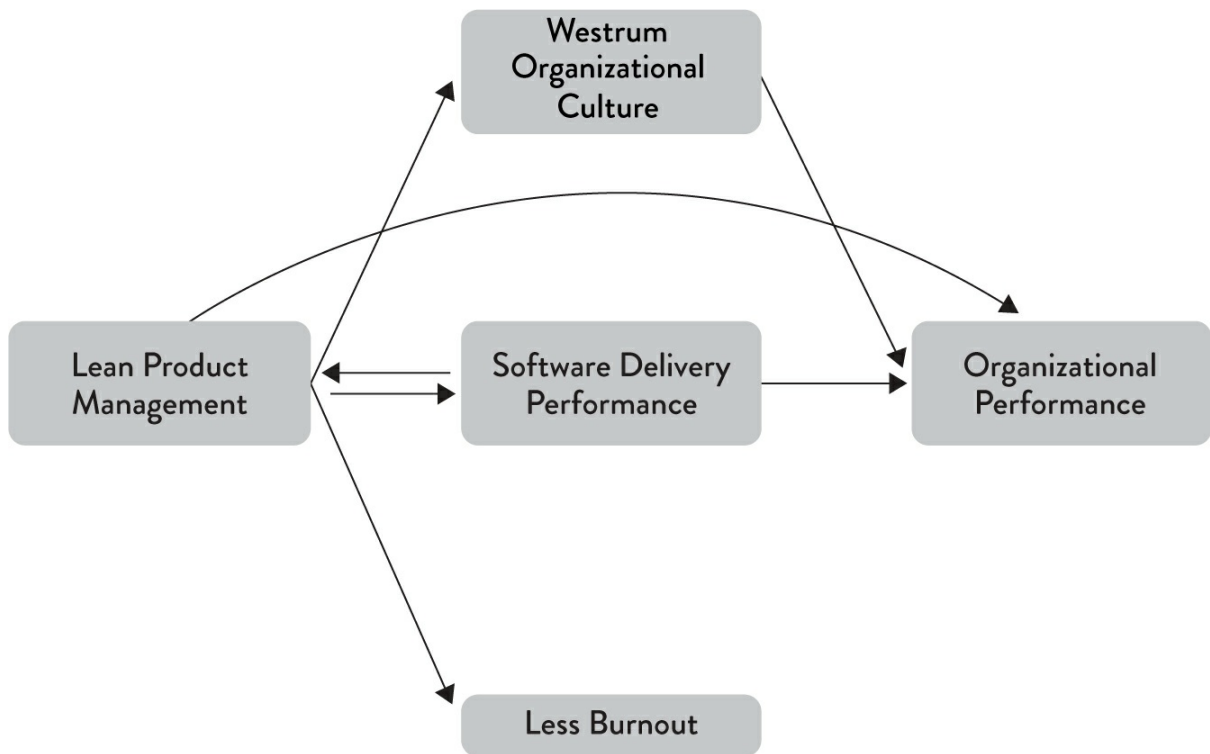 Westrum
Organizational
Culture
Lean Product
Management
Software Delivery
Performance
Organizational
Performance
Less Burnout